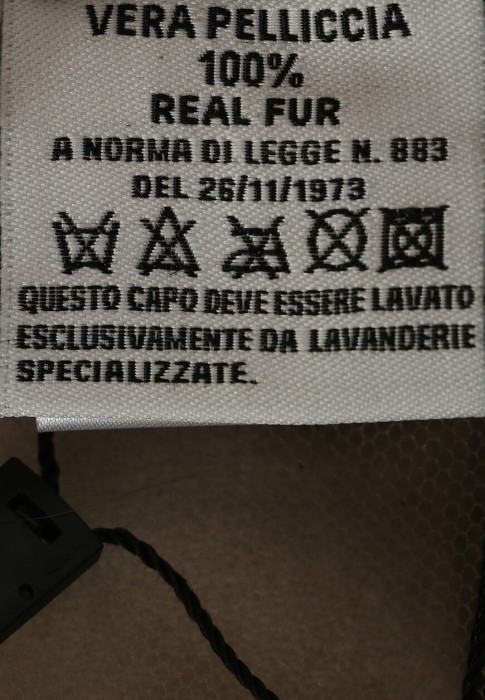 VERA PELLICCIA
100%
REAL FUR
A NORMA DI LEGGE N. 883
DEL 26/11/1973
QUESTO CAPO DEVE ESSERE LAVATO
ESCLUSIVAMENTE DA LAVANDERIE
SPECIALIZZATE.